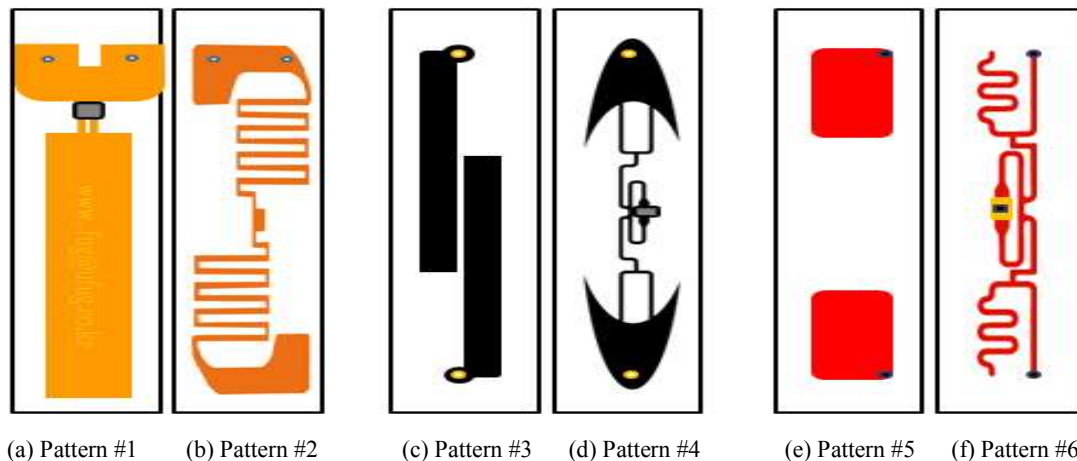 (a) Pattern #1
(b) Pattern #2
(c) Pattern #3
(d) Pattern #4
(e) Pattern #5
(f) Pattern #6